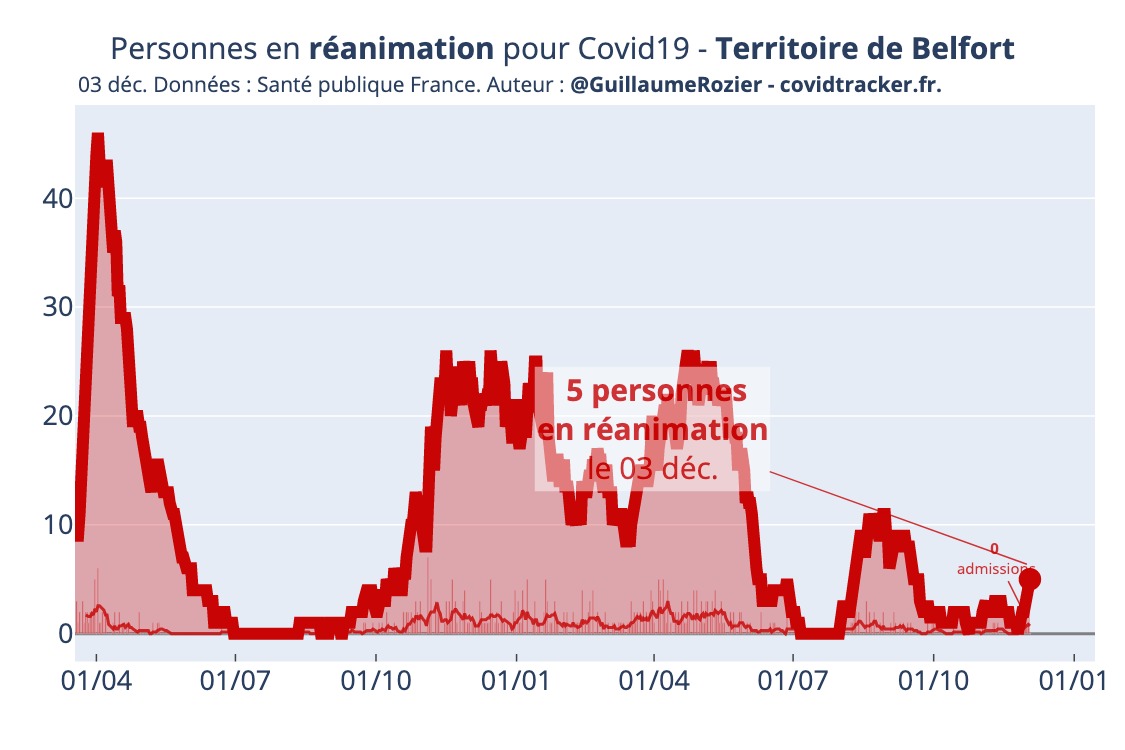 Personnes en réanimation pour Covid19 - Territoire de Belfort
03 déc. Données : Santé publique France. Auteur : @GuillaumeRozier - covidtracker.fr.
40
30
20
10
0
5 personnes
en réanimation
le 03 déc.
0
admissions
01/04 01/07 01/10 01/01 01/04 01/07 01/10 01/01